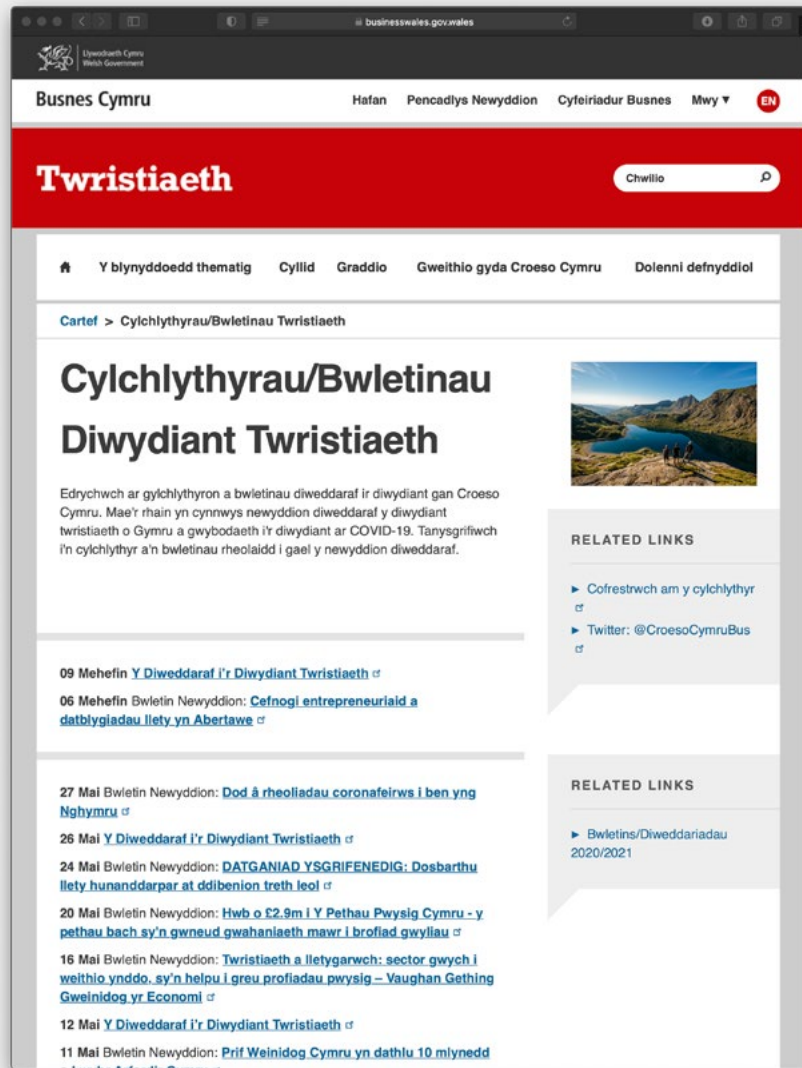 businesswales.gov.wales
Llywodraeth Cymru
Welsh Government
Busnes Cymru
Hafan Pencadlys Newyddion Cyfeiriadur Busnes Mwy EN
Twristiaeth
Chwilio
Y blynyddoedd thematig Cyllid Graddio Gweithio gyda Croeso Cymru Dolenni defnyddiol
Cartef > Cylchlythyrau/Bwletinau Twristiaeth
Cylchlythyrau/Bwletinau
Diwydiant Twristiaeth
Edrychwch ar gylchlythyron a bwletinau diweddaraf ir diwydiant gan Croeso
Cymru. Mae'r rhain yn cynnwys newyddion diweddaraf y diwydiant
twristiaeth o Gymru a gwybodaeth i'r diwydiant ar COVID-19. Tanysgrifiwch
i'n cylchlythyr a'n bwletinau rheolaidd i gael y newyddion diweddaraf.
09 Mehefin Y Diweddaraf i'r Diwydiant Twristiaeth
06 Mehefin Bwletin Newyddion: Cefnogi entrepreneuriaid a
datblygiadau llety yn Abertawe
27 Mai Bwletin Newyddion: Dod â rheoliadau coronafeirws i ben yng
Nghymru
26 Mai Y Diweddaraf i'r Diwydiant Twristiaeth
24 Mai Bwletin Newyddion: DATGANIAD YSGRIFENEDIG: Dosbarthu
llety hunanddarpar at ddibenion treth leol
20 Mai Bwletin Newyddion: Hwb o £2.9m i Y Pethau Pwysig Cymru - y
pethau bach sy'n gwneud gwahaniaeth mawr i brofiad gwyliau
16 Mai Bwletin Newyddion: Twristiaeth a lletygarwch: sector gwych i
weithio ynddo, sy'n helpu i greu profiadau pwysig – Vaughan Gething
Gweinidog yr Economi
12 Mai Y Diweddaraf i'r Diwydiant Twristiaeth
11 Mai Bwletin Newyddion: Prif Weinidog Cymru yn dathlu 10 mlynedd
RELATED LINKS
Cofrestrwch am y cylchlythyr
Twitter: @CroesoCymruBus
RELATED LINKS
Bwletins/Diweddariadau
2020/2021